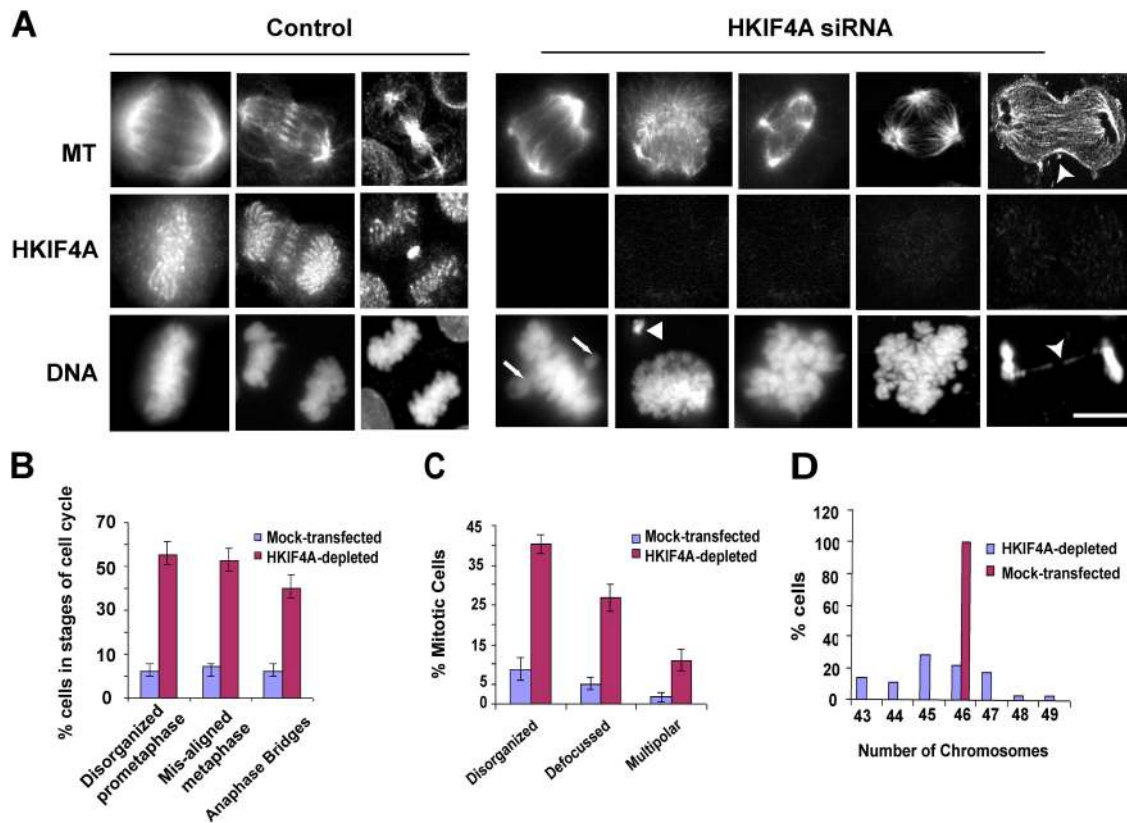 A
Control
HKIF4A siRNA
MT
HKIF4A
DNA
B
% cells in stages of cell cycle
70
50
30
10
0
Mock-transfected
HKIF4A-depleted
Disorganized
prometaphase
Mis-aligned
metaphase
Anaphase Bridges
C
% Mitotic Cells
45
35
25
15
5
0
Mock-transfected
HKIF4A-depleted
Disorganized
Defocussed
Multipolar
D
% cells
120
100
80
60
40
20
0
HKIF4A-depleted
Mock-transfected
43 44 45 46 47 48 49
Number of Chromosomes